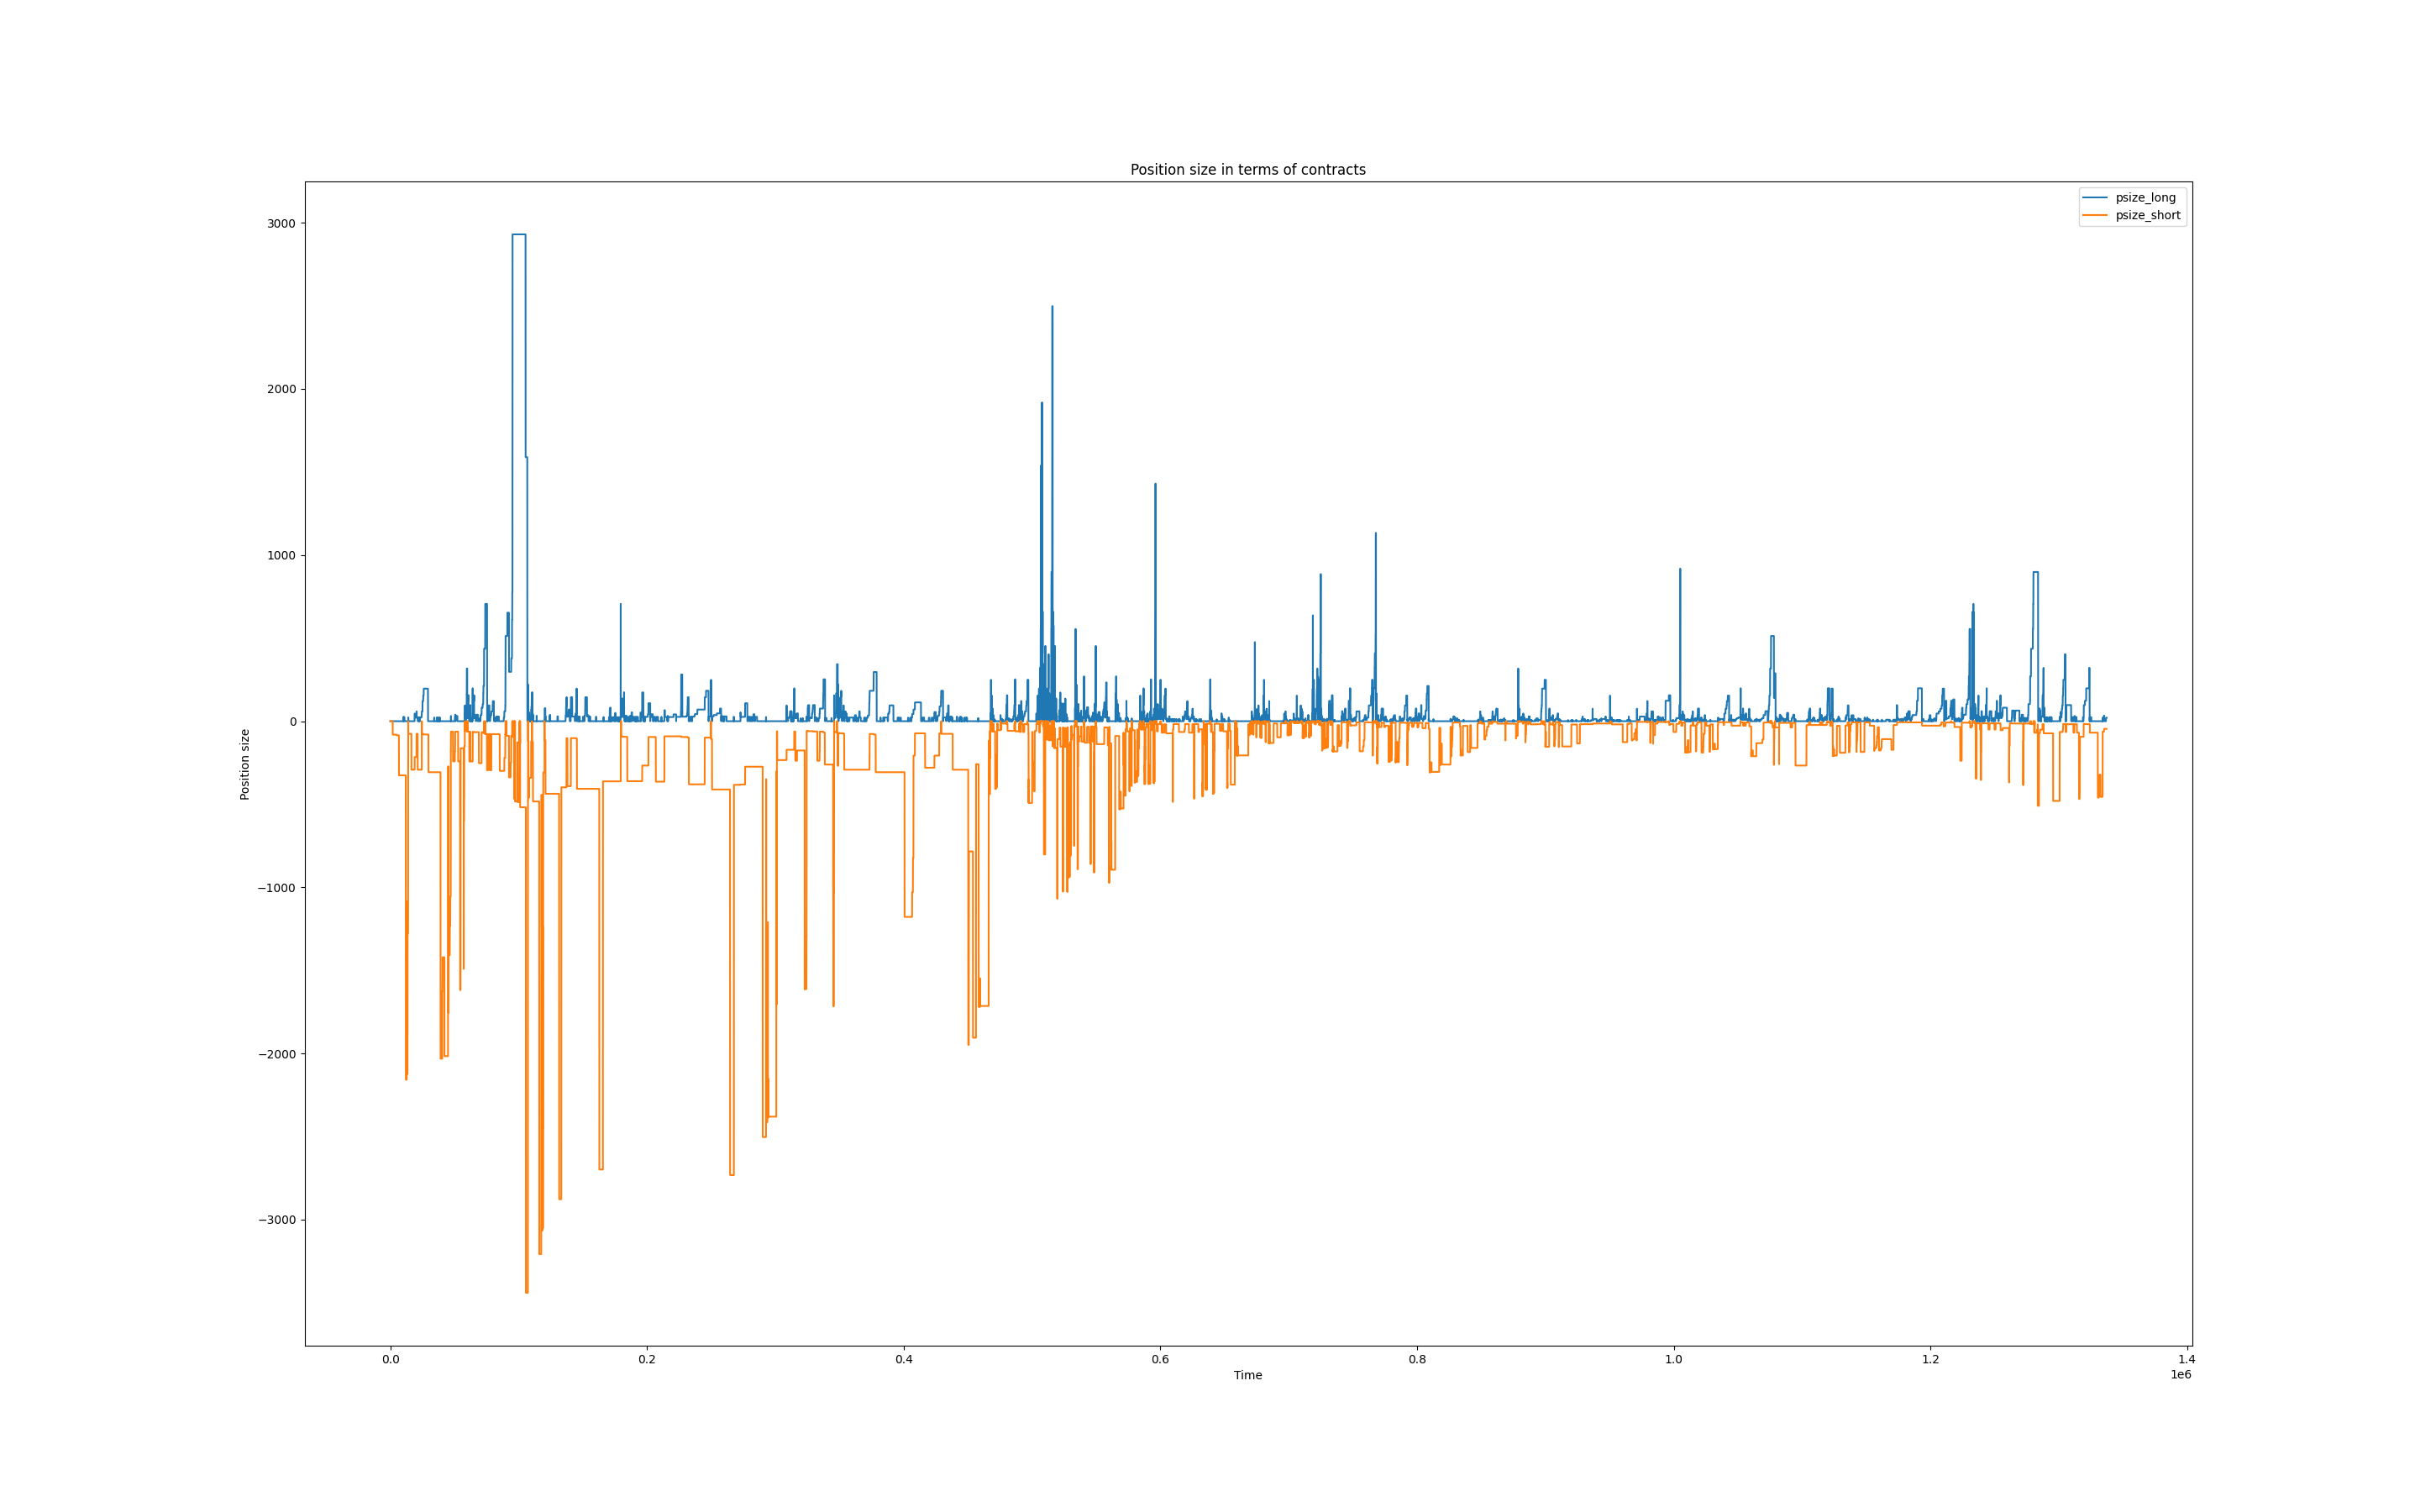 Position size in terms of contracts
psize_long
psize_short
3000
2000
1000
0
−1000
−2000
−3000
Position size
0.0 0.2 0.4 0.6 0.8 1.0 1.2 1.4
Time
1e6